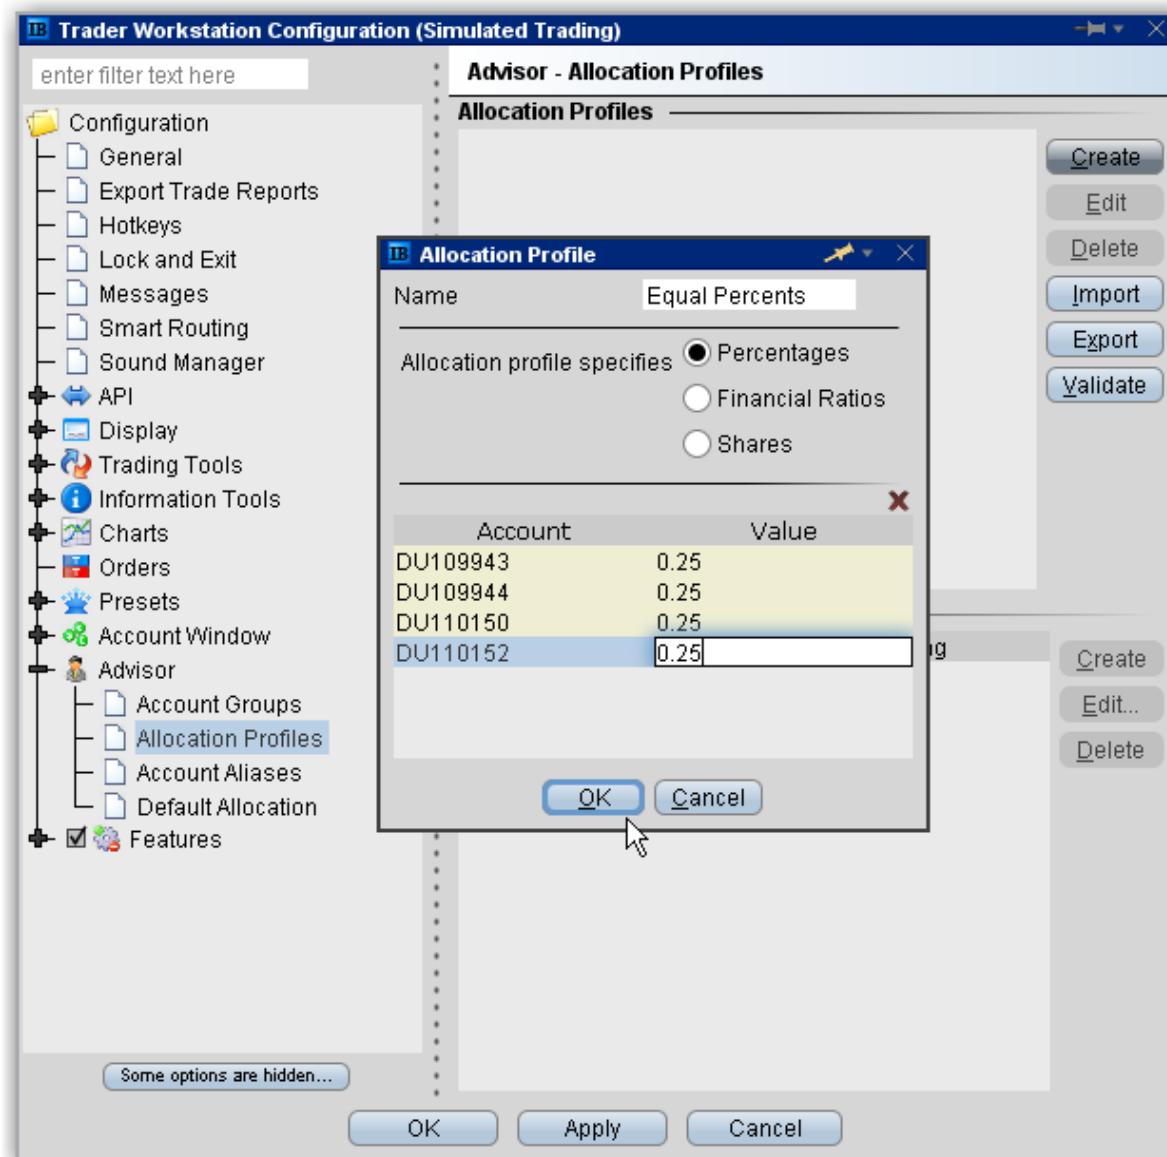 IB Trader Workstation Configuration (Simulated Trading)
enter filter text here
Configuration
General
Export Trade Reports
Hotkeys
Lock and Exit
Messages
Smart Routing
Sound Manager
API
Display
Trading Tools
Information Tools
Charts
Orders
Presets
Account Window
Advisor
Account Groups
Allocation Profiles
Account Aliases
Default Allocation
Features
Some options are hidden...
Advisor - Allocation Profiles
Allocation Profiles
Create
Edit
Delete
Import
Export
Validate
IB Allocation Profile
Name Equal Percents
Allocation profile specifies Percentages
Financial Ratios
Shares
Account Value
DU109943 0.25
DU109944 0.25
DU110150 0.25
DU110152 0.25
OK Cancel
Create
Edit...
Delete
OK Apply Cancel